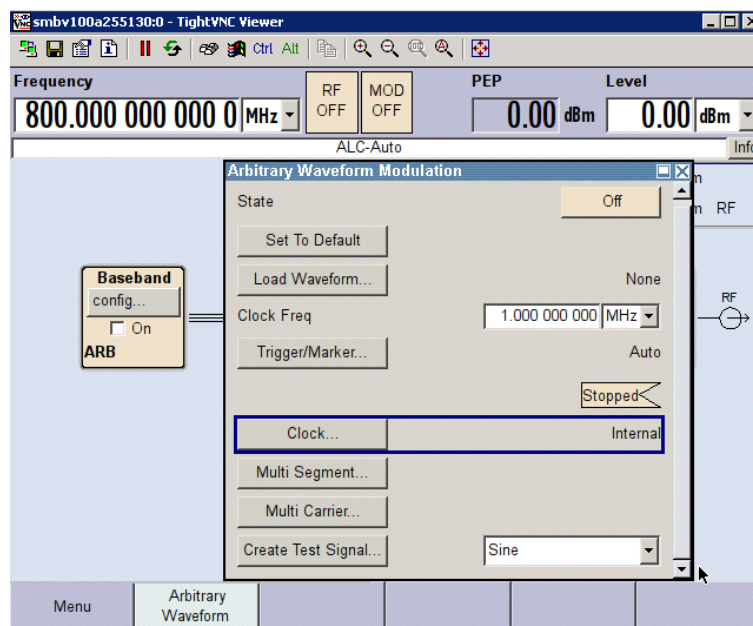 smbv100a255130:0 - TightVNC Viewer
Ctrl Alt
Frequency
RF OFF
MOD OFF
PEP
Level
800.000 000 000 0 MHz
0.00 dBm
0.00 dBm
ALC-Auto
Info
Arbitrary Waveform Modulation
State
Off
Set To Default
Load Waveform...
None
Clock Freq
1.000 000 000 MHz
Trigger/Marker...
Auto
Stopped
Clock...
Internal
Multi Segment...
Multi Carrier...
Create Test Signal...
Sine
Baseband
config...
On
ARB
RF
RF
Menu
Arbitrary Waveform